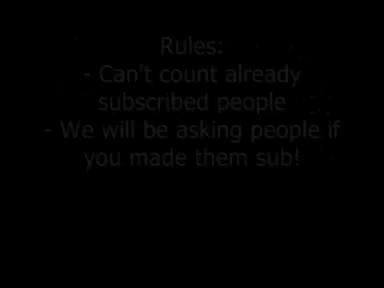 Rules:
- Can't count already
subscribed people
- We will be asking people if
you made them sub!